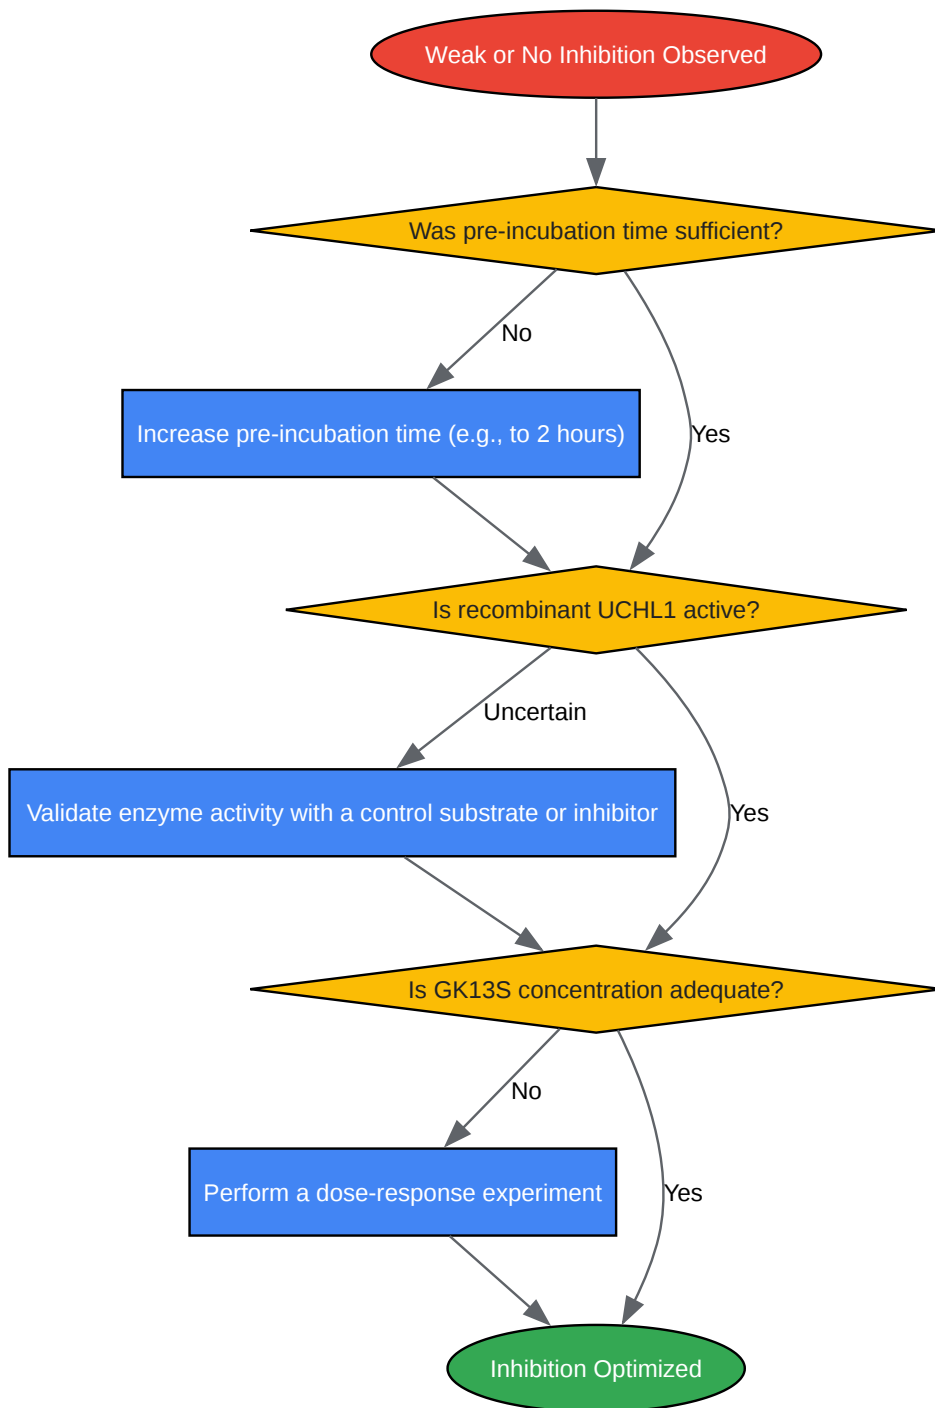 Weak or No Inhibition Observed
Was pre-incubation time sufficient?
No
Increase pre-incubation time (e.g., to 2 hours)
Yes
Is recombinant UCHL1 active?
Uncertain
Validate enzyme activity with a control substrate or inhibitor
Yes
Is GK13S concentration adequate?
No
Perform a dose-response experiment
Yes
Inhibition Optimized